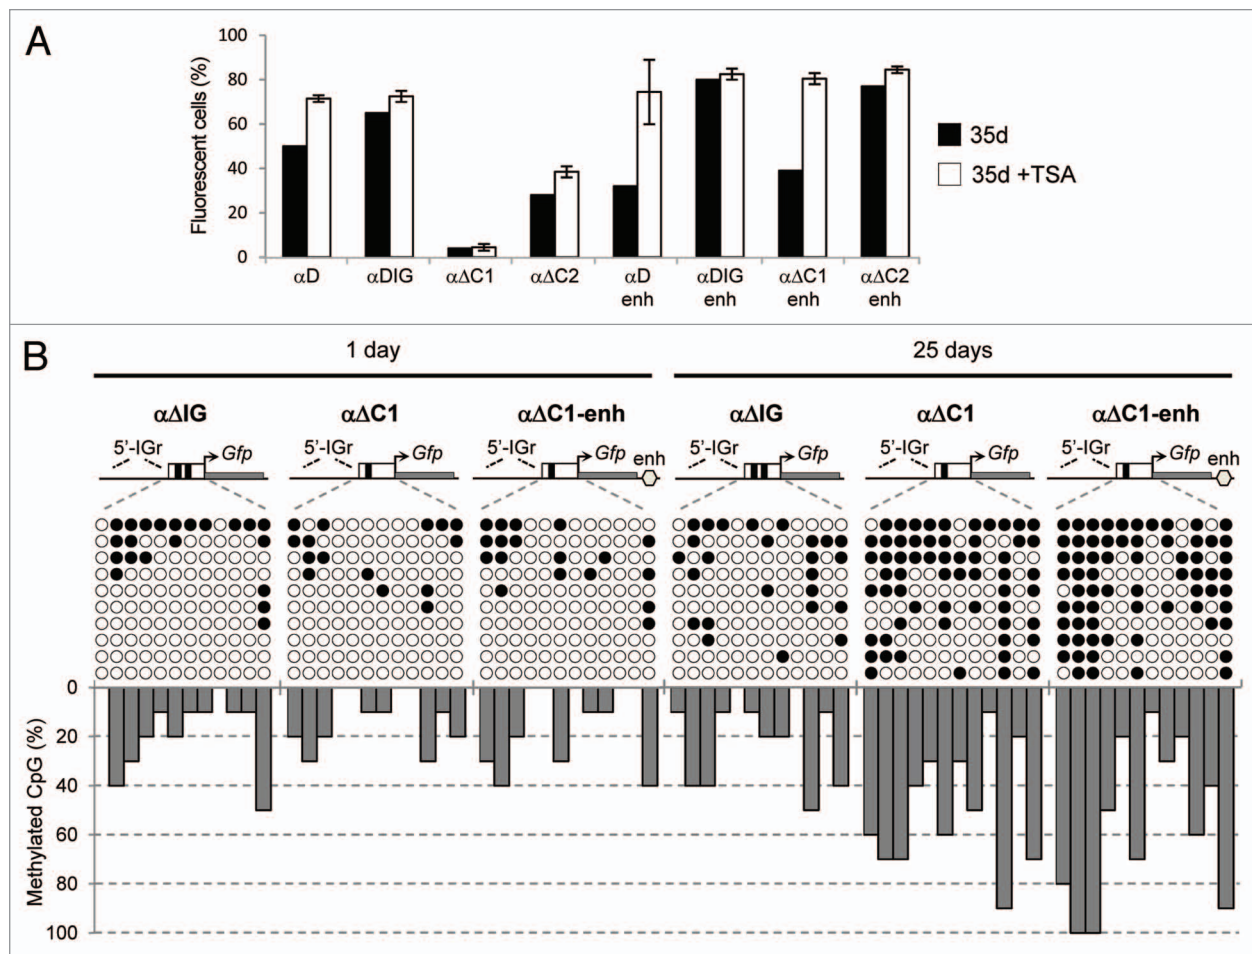 A
Fluorescent cells (%)
100
80
60
40
20
0
αD
αDIG
αΔC1
αΔC2
αD
enh
αDIG
enh
αΔC1
enh
αΔC2
enh
35d
35d +TSA
B
1 day
25 days
αΔIG
αΔC1
αΔC1-enh
αΔIG
αΔC1
αΔC1-enh
5'-IGr
Gfp
5'-IGr
Gfp
5'-IGr
Gfp
enh
5'-IGr
Gfp
5'-IGr
Gfp
5'-IGr
Gfp
enh
Methylated CpG (%)
0
20
40
60
80
100